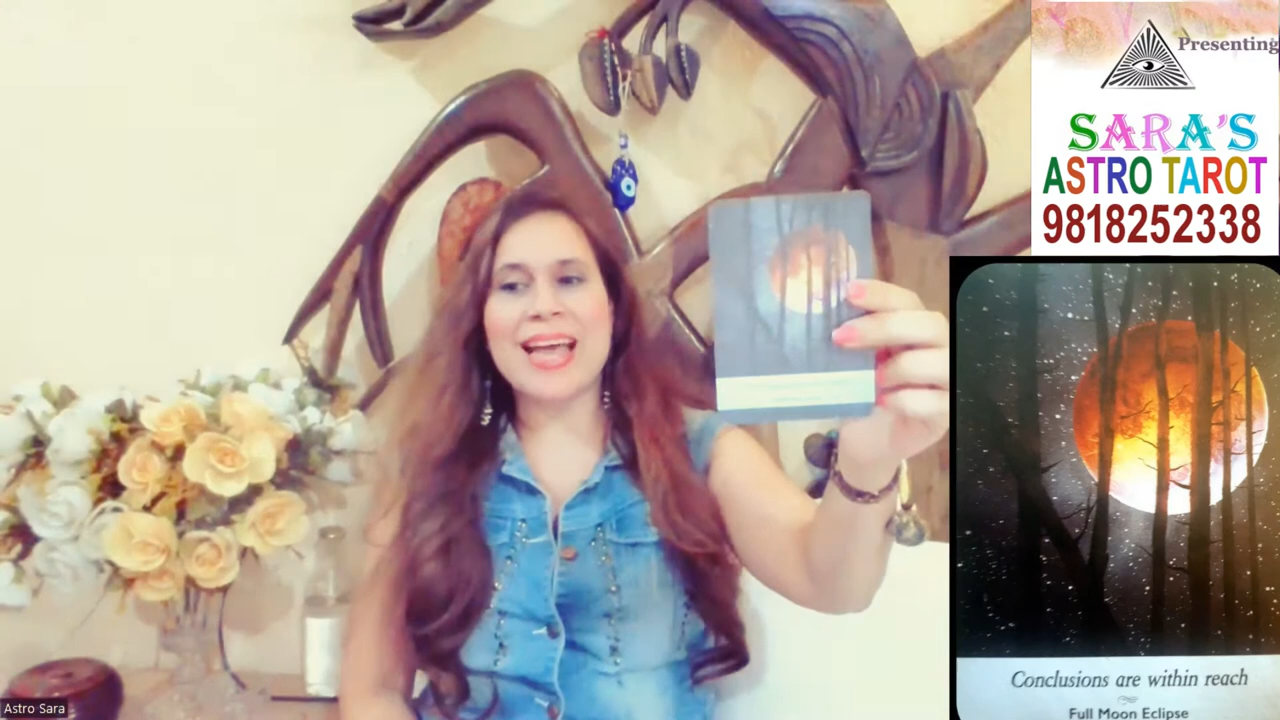 Presenting
SARA'S
ASTRO TAROT
9818252338
Conclusions are within reach
Full Moon Eclipse
Astro Sara